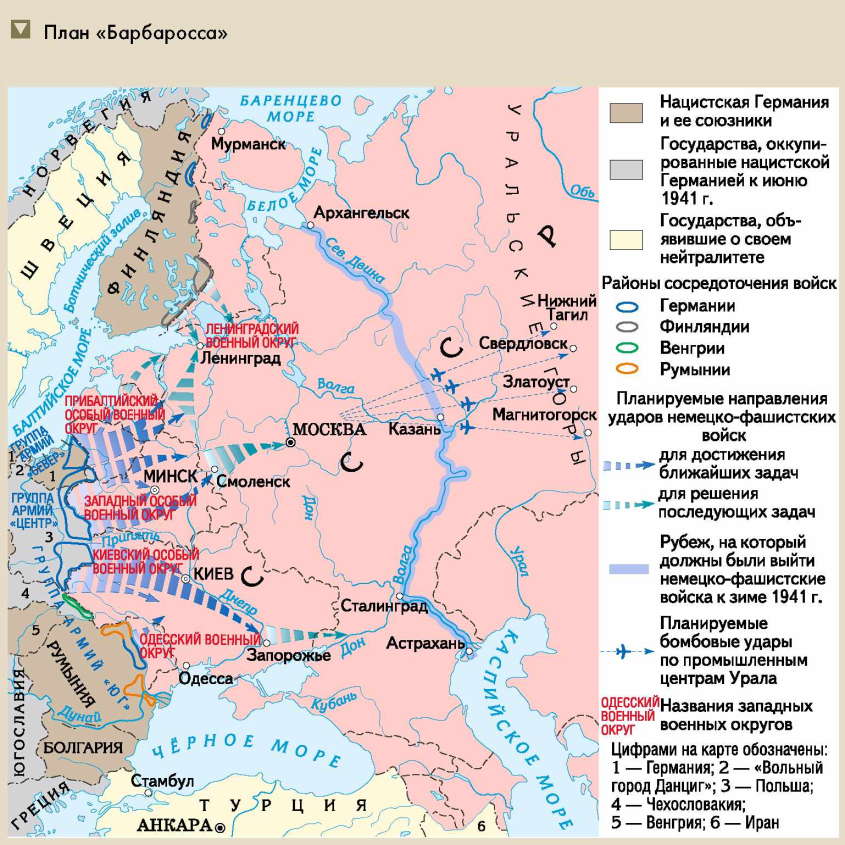 План «Барбаросса»
НОРВЕГИЯ
ШВЕЦИЯ
ФИНЛЯНДИЯ
Ботнический залив
БАРЕНЦЕВО
МОРЕ
Мурманск
БЕЛОЕ МОРЕ
Архангельск
Сев. Двина
УРАЛЬСКИЕ ГОРЫ
Обь
С С С Р
Нижний
Тагил
Свердловск
Златоуст
Магнитогорск
ЛЕНИНГРАДСКИЙ
ВОЕННЫЙ ОКРУГ
Ленинград
БАЛТИЙСКОЕ МОРЕ
ПРИБАЛТИЙСКИЙ
ОСОБЫЙ ВОЕННЫЙ
ОКРУГ
Волга
МОСКВА
Казань
ГРУППА
АРМИЙ
«СЕВЕР»
1
2
1
МИНСК
Смоленск
ГРУППА
АРМИЙ
«ЦЕНТР»
ЗАПАДНЫЙ ОСОБЫЙ
ВОЕННЫЙ ОКРУГ
3
Припять
Дон
КИЕВСКИЙ ОСОБЫЙ
ВОЕННЫЙ ОКРУГ
КИЕВ
Днепр
Волга
Урал
4
ГРУППА АРМИЙ «ЮГ»
Сталинград
5
ОДЕССКИЙ ВОЕННЫЙ
ОКРУГ
Запорожье
Дон
Астрахань
РУМЫНИЯ
Одесса
Кубань
КАСПИЙСКОЕ МОРЕ
ЮГОСЛАВИЯ
Дунай
БОЛГАРИЯ
ЧЁРНОЕ МОРЕ
ГРЕЦИЯ
Стамбул
ТУРЦИЯ
АНКАРА
6
Нацистская Германия
и ее союзники
Государства, оккупи-
рованные нацистской
Германией к июню
1941 г.
Государства, объ-
явившие о своем
нейтралитете
Районы сосредоточения войск
Германии
Финляндии
Венгрии
Румынии
Планируемые направления
ударов немецко-фашистских
войск
для достижения
ближайших задач
для решения
последующих задач
Рубеж, на который
должны были выйти
немецко-фашистские
войска к зиме 1941 г.
Планируемые
бомбовые удары
по промышленным
центрам Урала
ОДЕССКИЙ
ВОЕННЫЙ
ОКРУГ
Названия западных
военных округов
Цифрами на карте обозначены:
1 — Германия; 2 — «Вольный
город Данциг»; 3 — Польша;
4 — Чехословакия;
5 — Венгрия; 6 — Иран